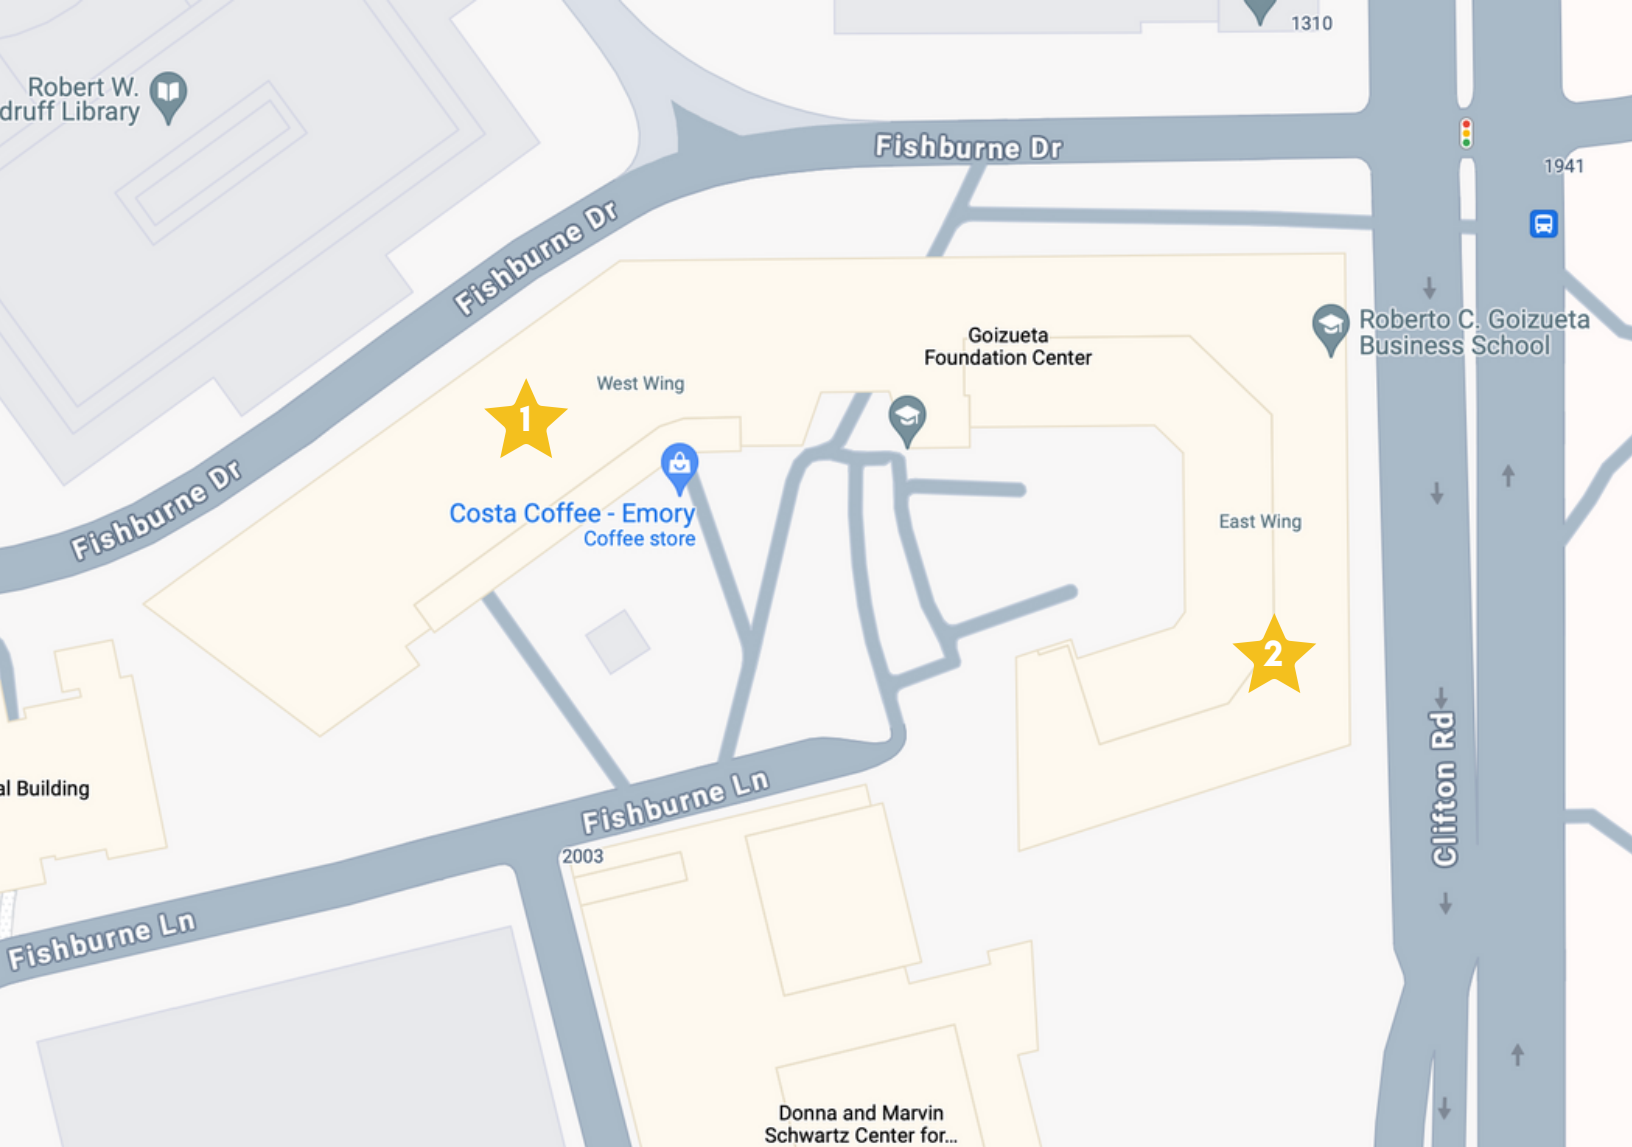 1310
Robert W.
druff Library
Fishburne Dr
1941
Fishburne Dr
Roberto C. Goizueta
Business School
Goizueta
Foundation Center
West Wing
1
Fishburne Dr
Costa Coffee - Emory
Coffee store
East Wing
2
al Building
Fishburne Ln
Clifton Rd
2003
Fishburne Ln
Donna and Marvin
Schwartz Center for...